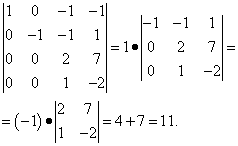 |1 0 −1 −1|
|0 −1 −1 1|
|0 0 2 7|
|0 0 1 −2| = 1 • |−1 −1 1|
|0 2 7|
|0 1 −2| =
= (−1) • |2 7|
|1 −2| = 4 + 7 = 11.